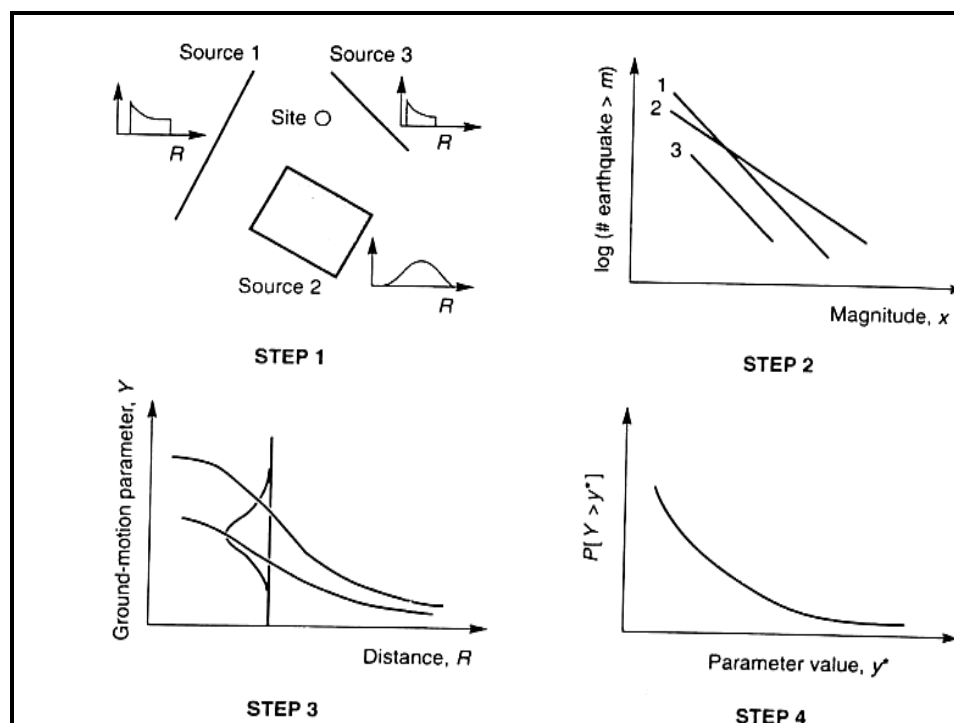 Source 1
Source 3
Site
R
R
Source 2
R
STEP 1
log (# earthquake > m)
1
2
3
Magnitude, x
STEP 2
Ground-motion parameter, Y
Distance, R
STEP 3
P[Y > y*]
Parameter value, y*
STEP 4